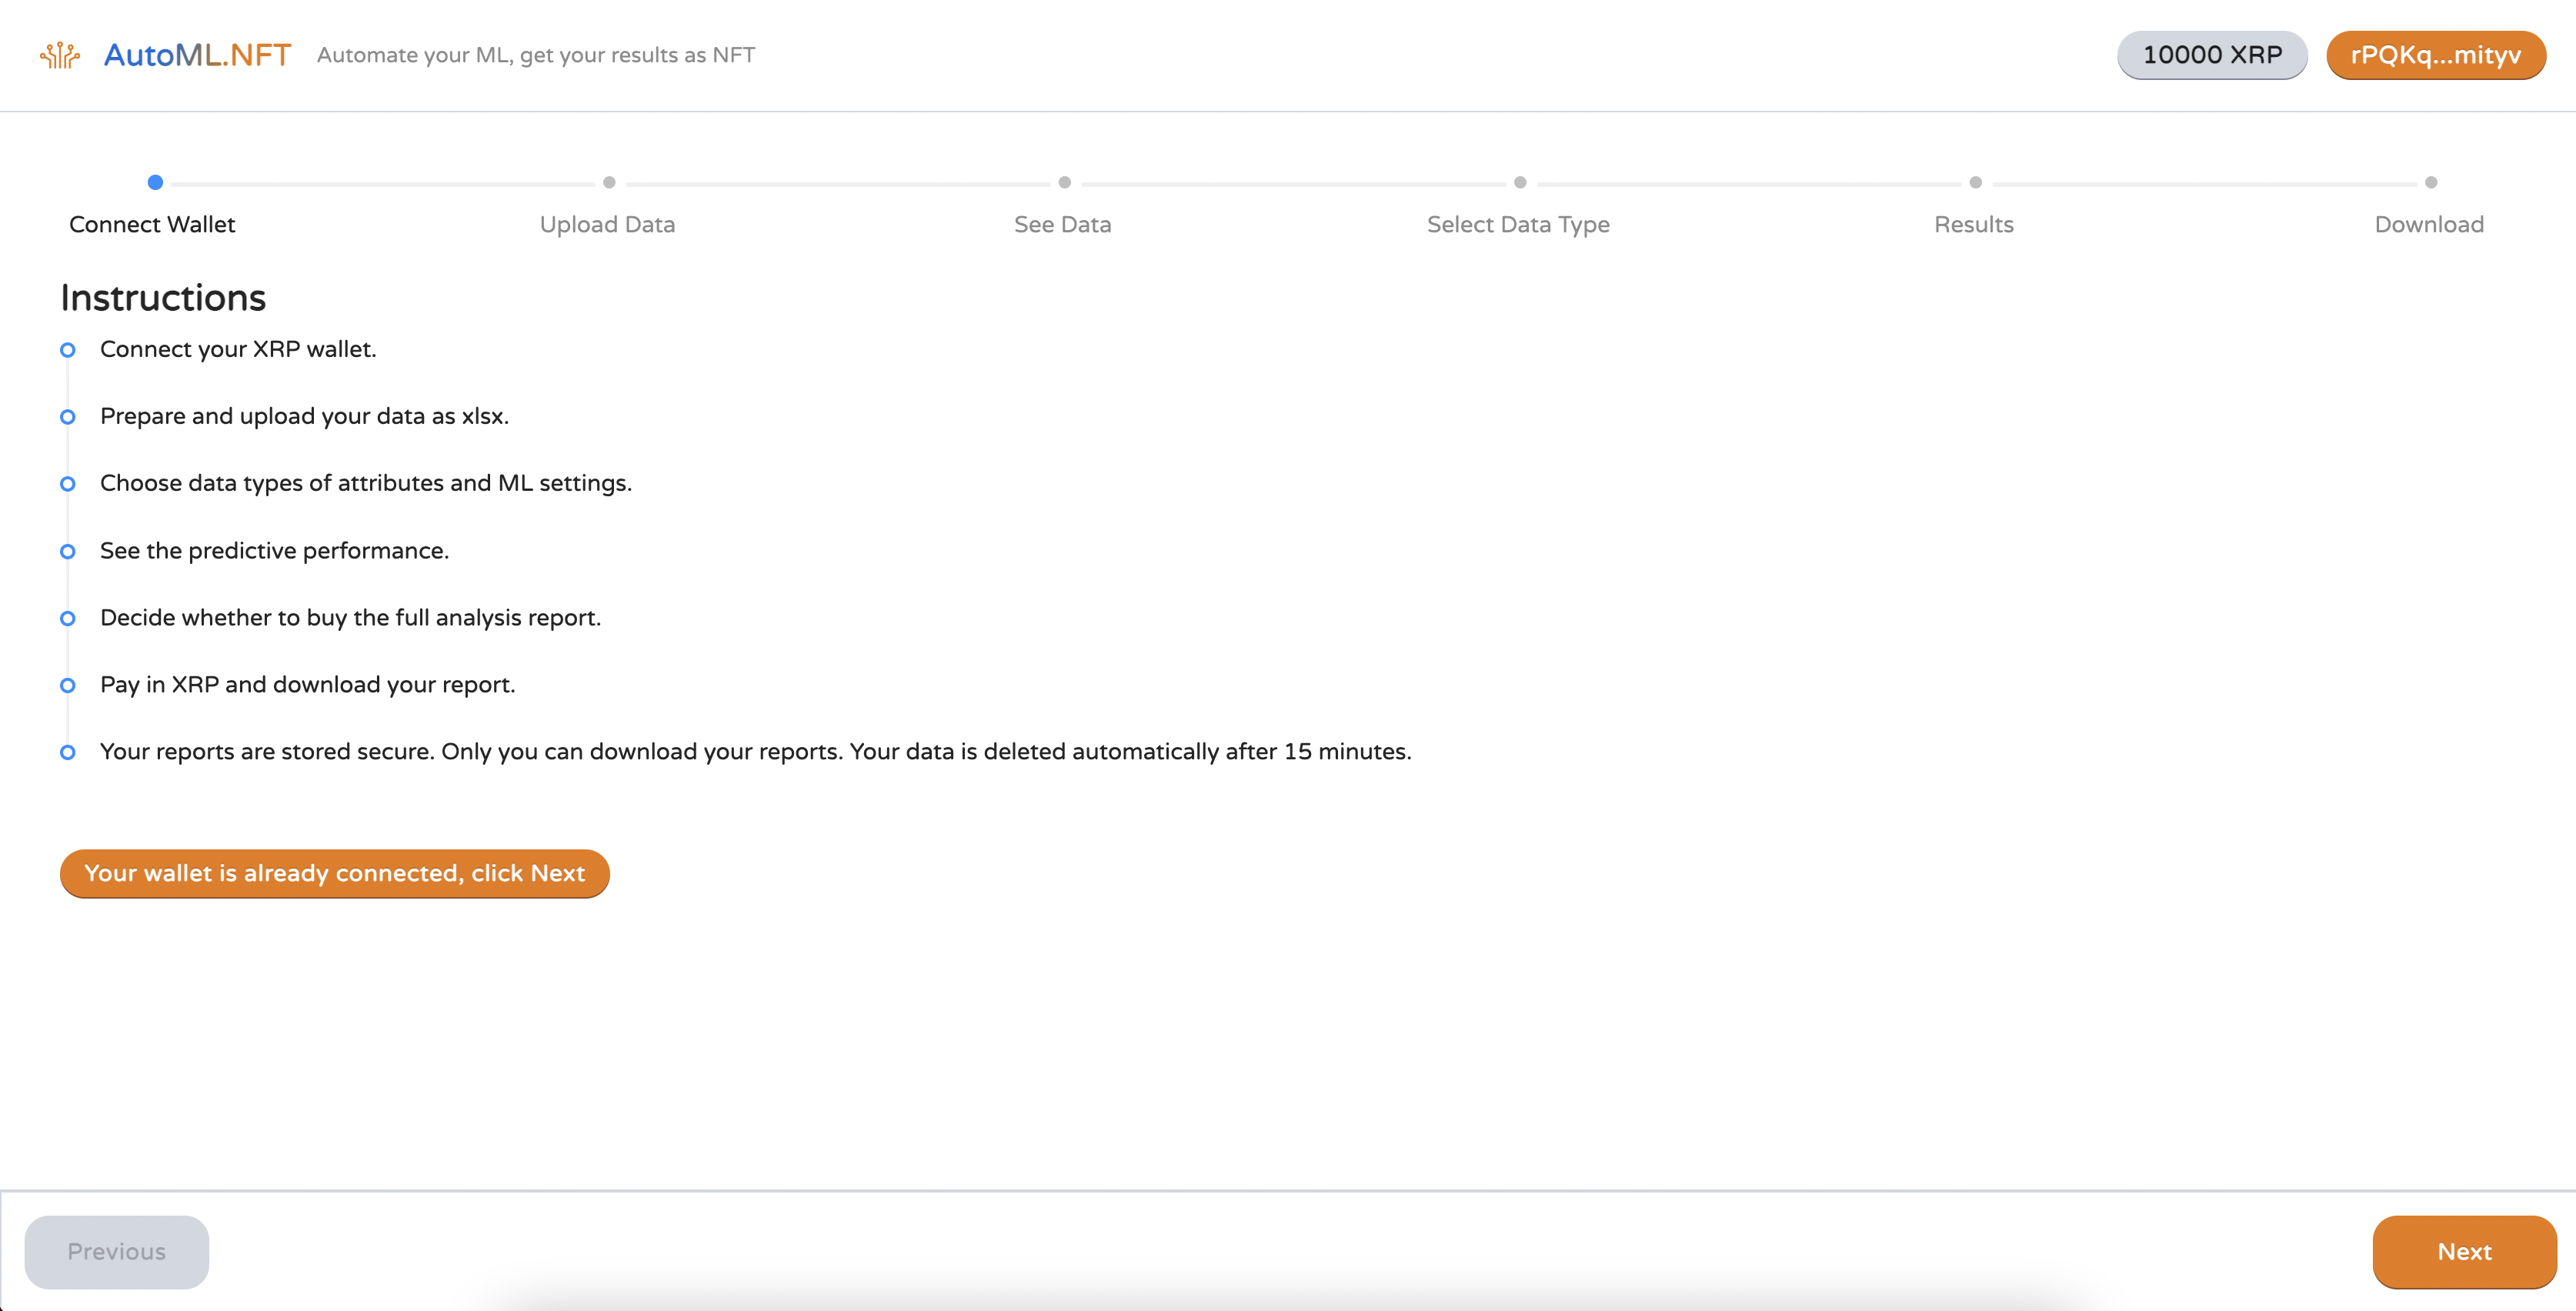 AutoML.NFT Automate your ML, get your results as NFT 10000 XRP rPQKq...mityv
Connect Wallet Upload Data See Data Select Data Type Results Download
Instructions
Connect your XRP wallet.
Prepare and upload your data as xlsx.
Choose data types of attributes and ML settings.
See the predictive performance.
Decide whether to buy the full analysis report.
Pay in XRP and download your report.
Your reports are stored secure. Only you can download your reports. Your data is deleted automatically after 15 minutes.
Your wallet is already connected, click Next
Previous Next